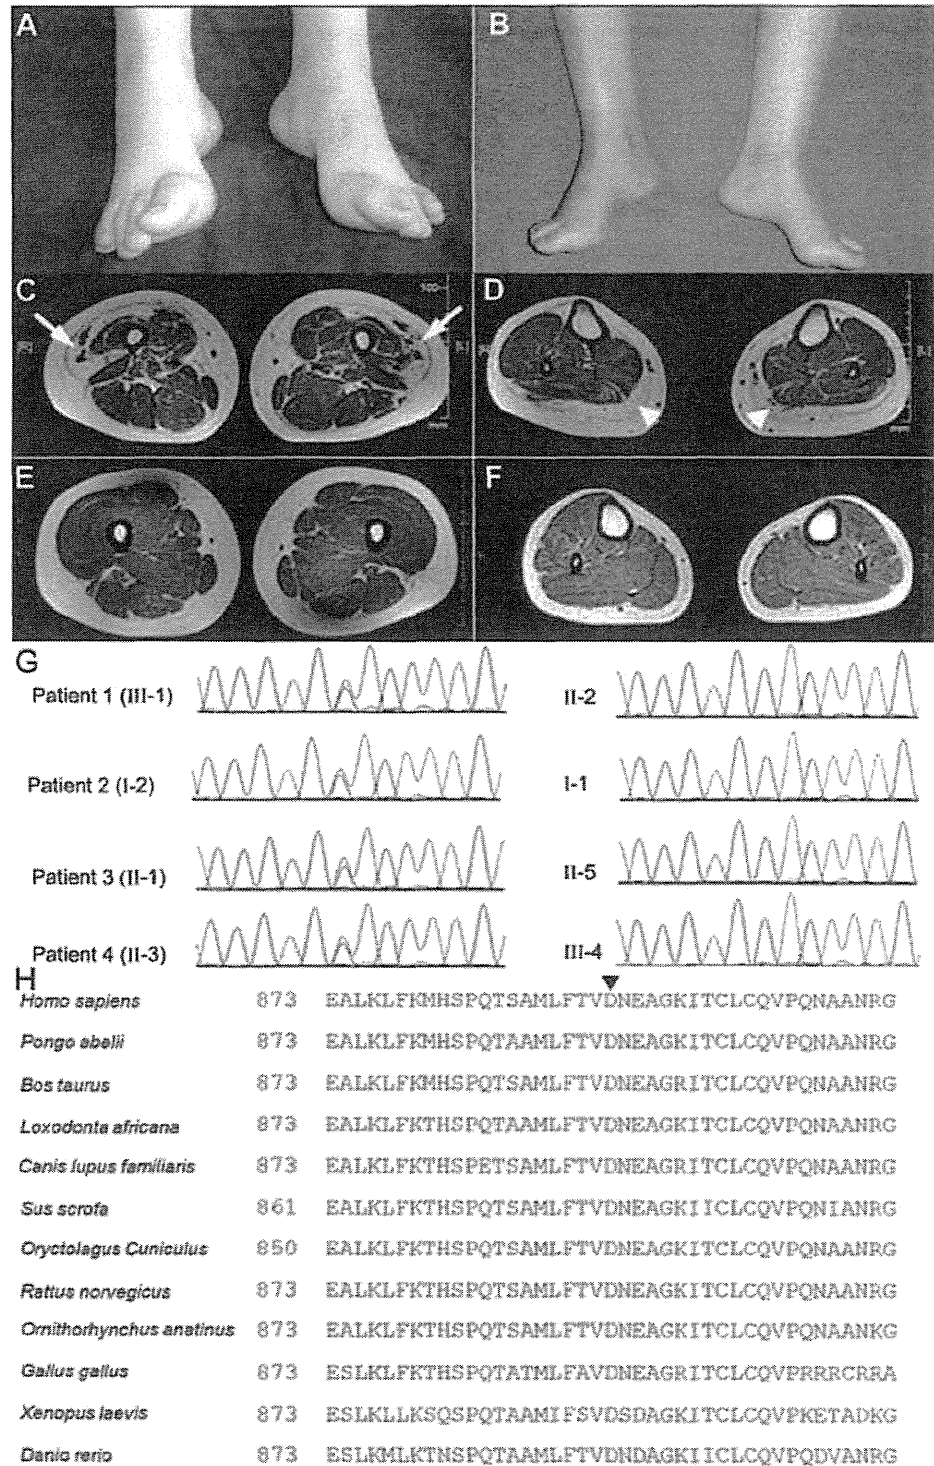 A
B
C
D
E
F
G
Patient 1 (III-1)
II-2
Patient 2 (I-2)
I-1
Patient 3 (II-1)
II-5
Patient 4 (II-3)
III-4
H
Homo sapiens 873 EALKLFKMHSPQTSAMLFTVDNEAGKITCLCQVPQNAANRG
Pongo abelii 873 EALKLFKMHSPQTAAMLFTVDNEAGKITCLCQVPQNAANRG
Bos taurus 873 EALKLFKMHSPQTSAMLFTVDNEAGRITCLCQVPQNAANRG
Loxodonta africana 873 EALKLFKTHSPQTAAMLFTVDNEAGKITCLCQVPQNAANRG
Canis lupus familiaris 873 EALKLFKTHSPETSAMLFTVDNEAGRITCLCQVPQNAANRG
Sus scrofa 861 EALKLFKTHSPQTSAMLFTVDNEAGKIICLCQVPQNIANRG
Oryctolagus Cuniculus 850 EALKLFKTHSPQTSAMLFTVDNEAGKITCLCQVPQNAANRG
Rattus norvegicus 873 EALKLFKTHSPQTSAMLFTVDNEAGKITCLCQVPQNAANRG
Ornithorhynchus anatinus 873 EALKLFKTHSPQTSAMLFTVDNEAGKITCLCQVPQNAANKG
Gallus gallus 873 ESLKLFKTHSPQTATMLFAVDNEAGRITCLCQVPRRRCRRA
Xenopus laevis 873 ESLKLLKSQSPQTAAMIFSVDSDAGKITCLCQVPKETADKG
Danio rerio 873 ESLKMLKTNSPQTAAMLFTVDNDAGKIICLCQVPQDVANRG